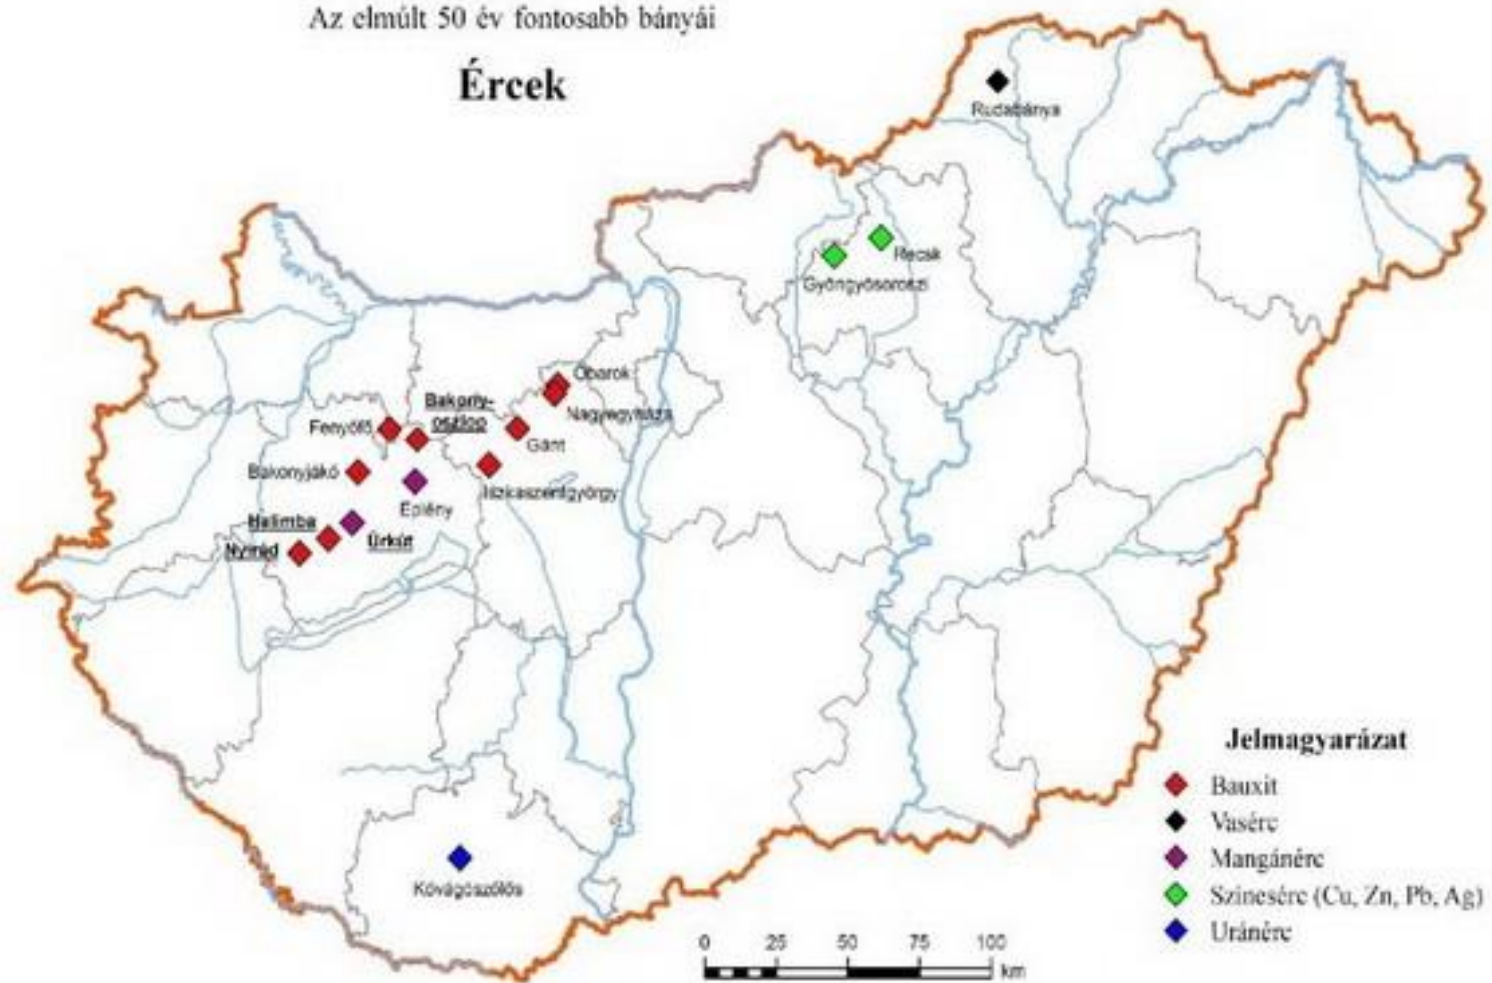 Az elmúlt 50 év fontosabb bányái
Ércek
Rudabánya
Recsk
Gyöngyösoroszi
Óbarok
Nagyegyháza
Bakony-
oszlop
Fenyőfő
Gánt
Bakonyjákó
Iszkaszentgyörgy
Eplény
Halimba
Úrkút
Nyirád
Kővágószőlős
Jelmagyarázat
Bauxit
Vasérc
Mangánérc
Színesérc (Cu, Zn, Pb, Ag)
Uránérc
0 25 50 75 100
km